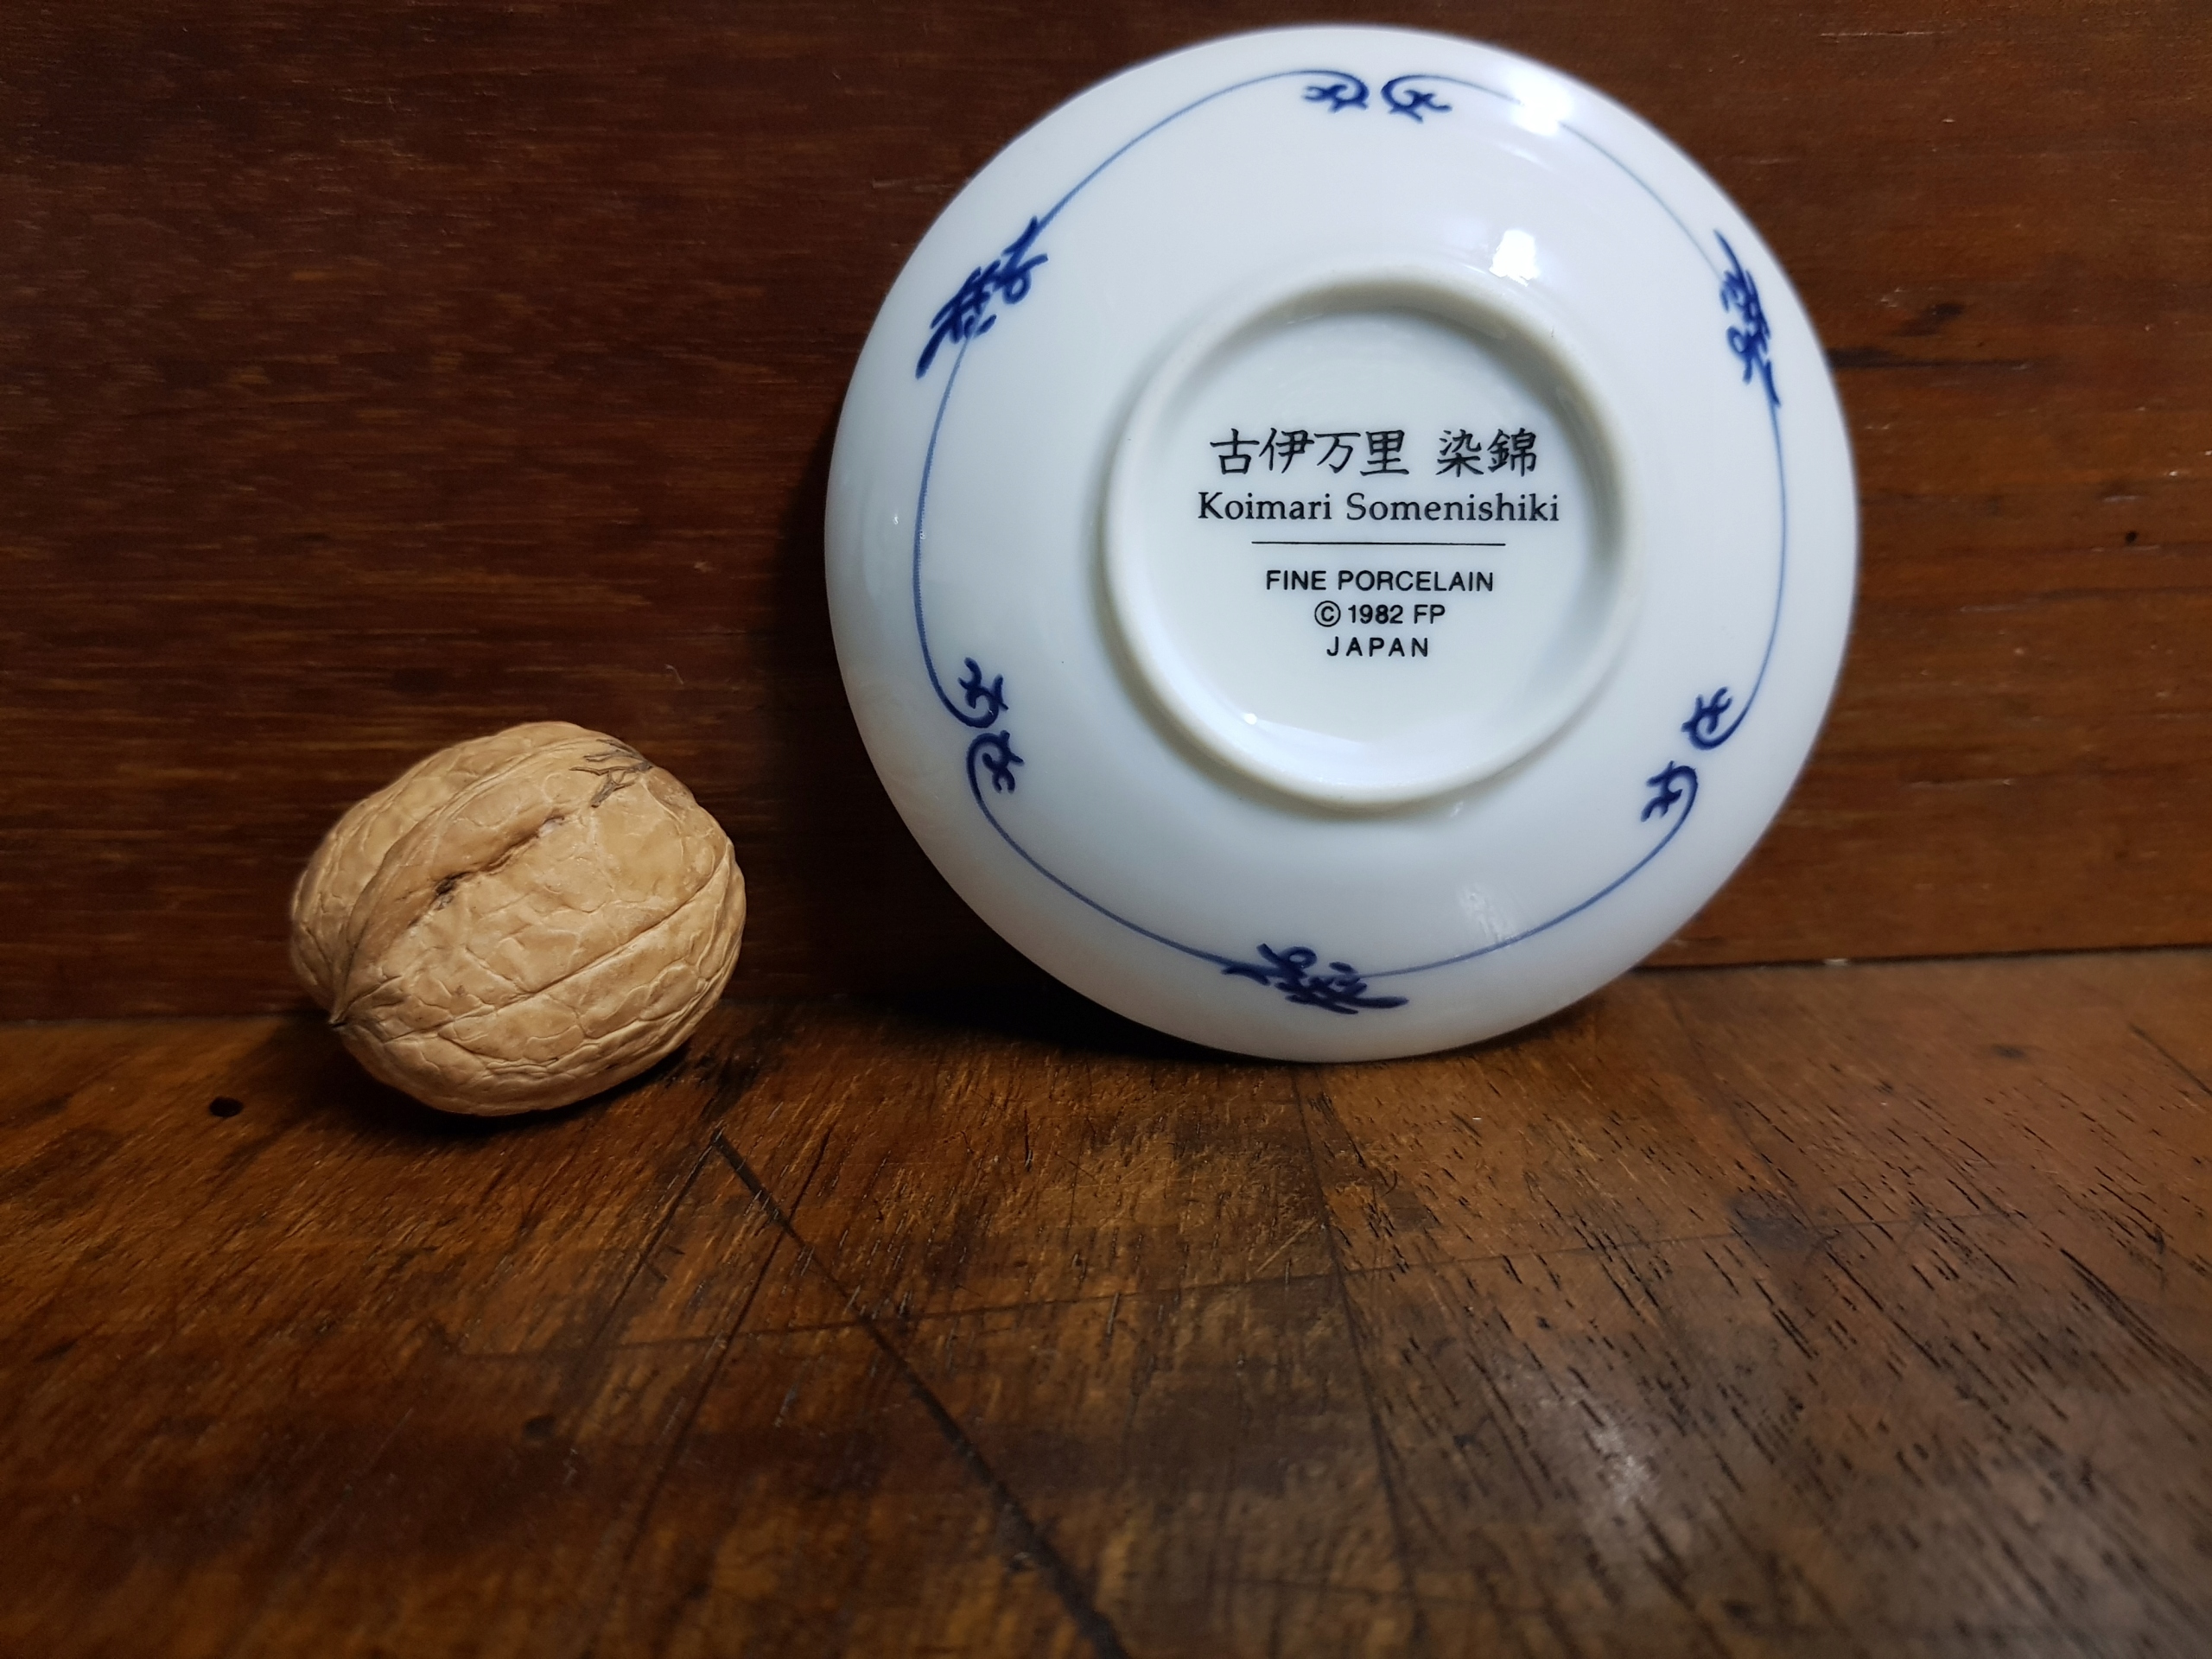 古伊万里 染錦
Koimari Somenishiki
FINE PORCELAIN
© 1982 FP
JAPAN